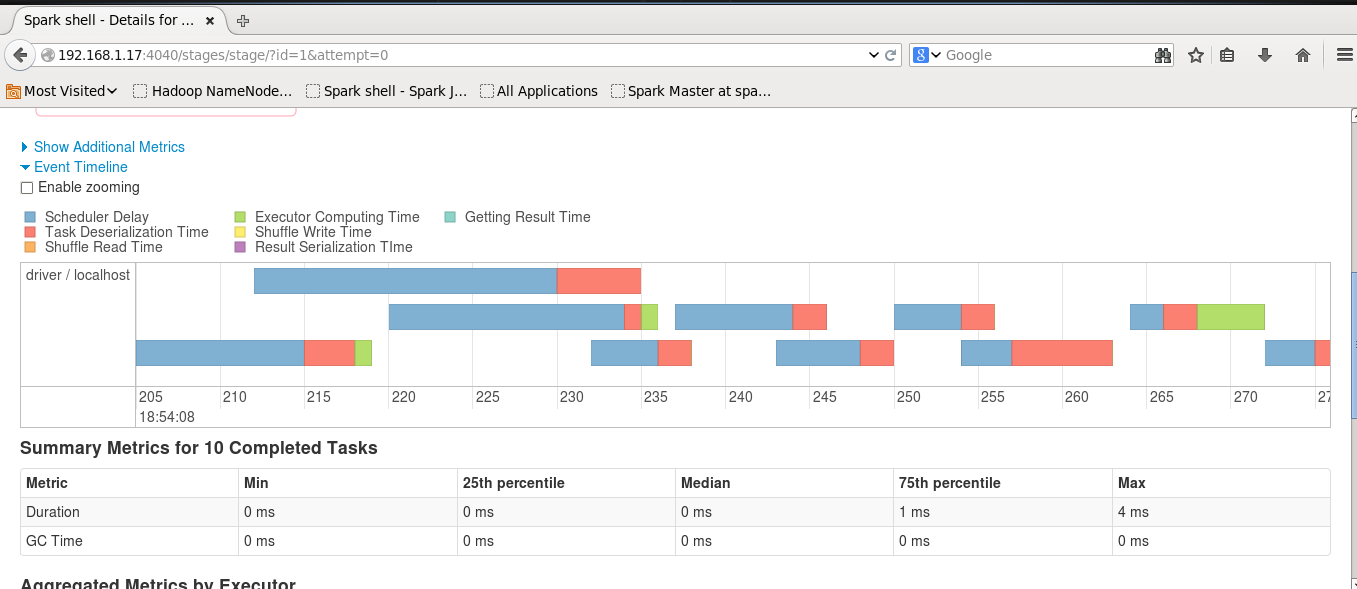 Spark shell - Details for ...
192.168.1.17:4040/stages/stage/?id=1&attempt=0
8 Google
Most Visited Hadoop NameNode... Spark shell - Spark J... All Applications Spark Master at spa...
Show Additional Metrics
Event Timeline
Enable zooming
Scheduler Delay Executor Computing Time Getting Result Time
Task Deserialization Time Shuffle Write Time
Shuffle Read Time Result Serialization TIme
driver / localhost
205 210 215 220 225 230 235 240 245 250 255 260 265 270 27
18:54:08
Summary Metrics for 10 Completed Tasks
Metric Min 25th percentile Median 75th percentile Max
Duration 0 ms 0 ms 0 ms 1 ms 4 ms
GC Time 0 ms 0 ms 0 ms 0 ms 0 ms
Aggregated Metrics by Executor